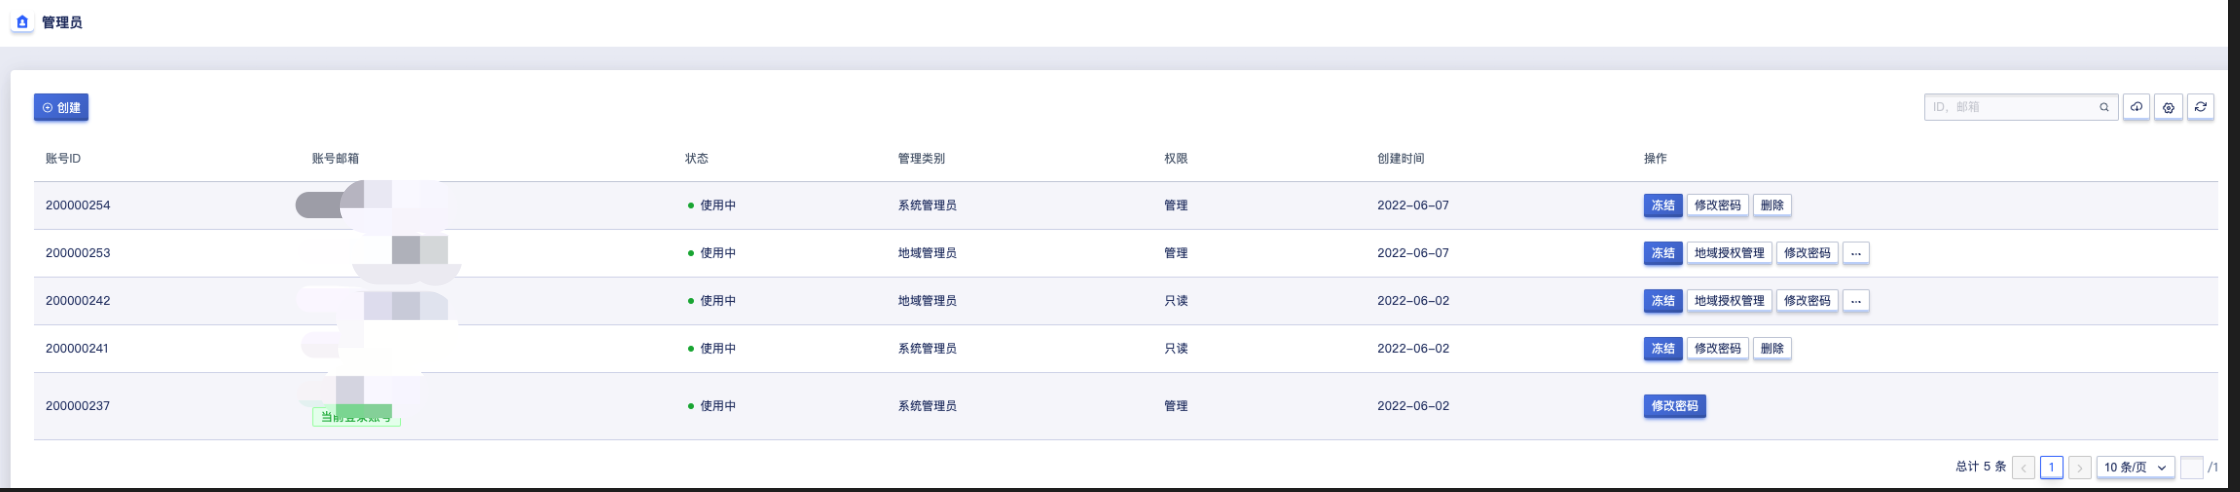 管理员
创建
ID, 邮箱
账号ID 账号邮箱 状态 管理类别 权限 创建时间 操作
200000254 使用中 系统管理员 管理 2022-06-07 冻结 修改密码 删除
200000253 使用中 地域管理员 管理 2022-06-07 冻结 地域授权管理 修改密码 ...
200000242 使用中 地域管理员 只读 2022-06-02 冻结 地域授权管理 修改密码 ...
200000241 使用中 系统管理员 只读 2022-06-02 冻结 修改密码 删除
200000237 使用中 系统管理员 管理 2022-06-02 修改密码
当前登录账号
总计 5 条 < 1 > 10 条/页 /1